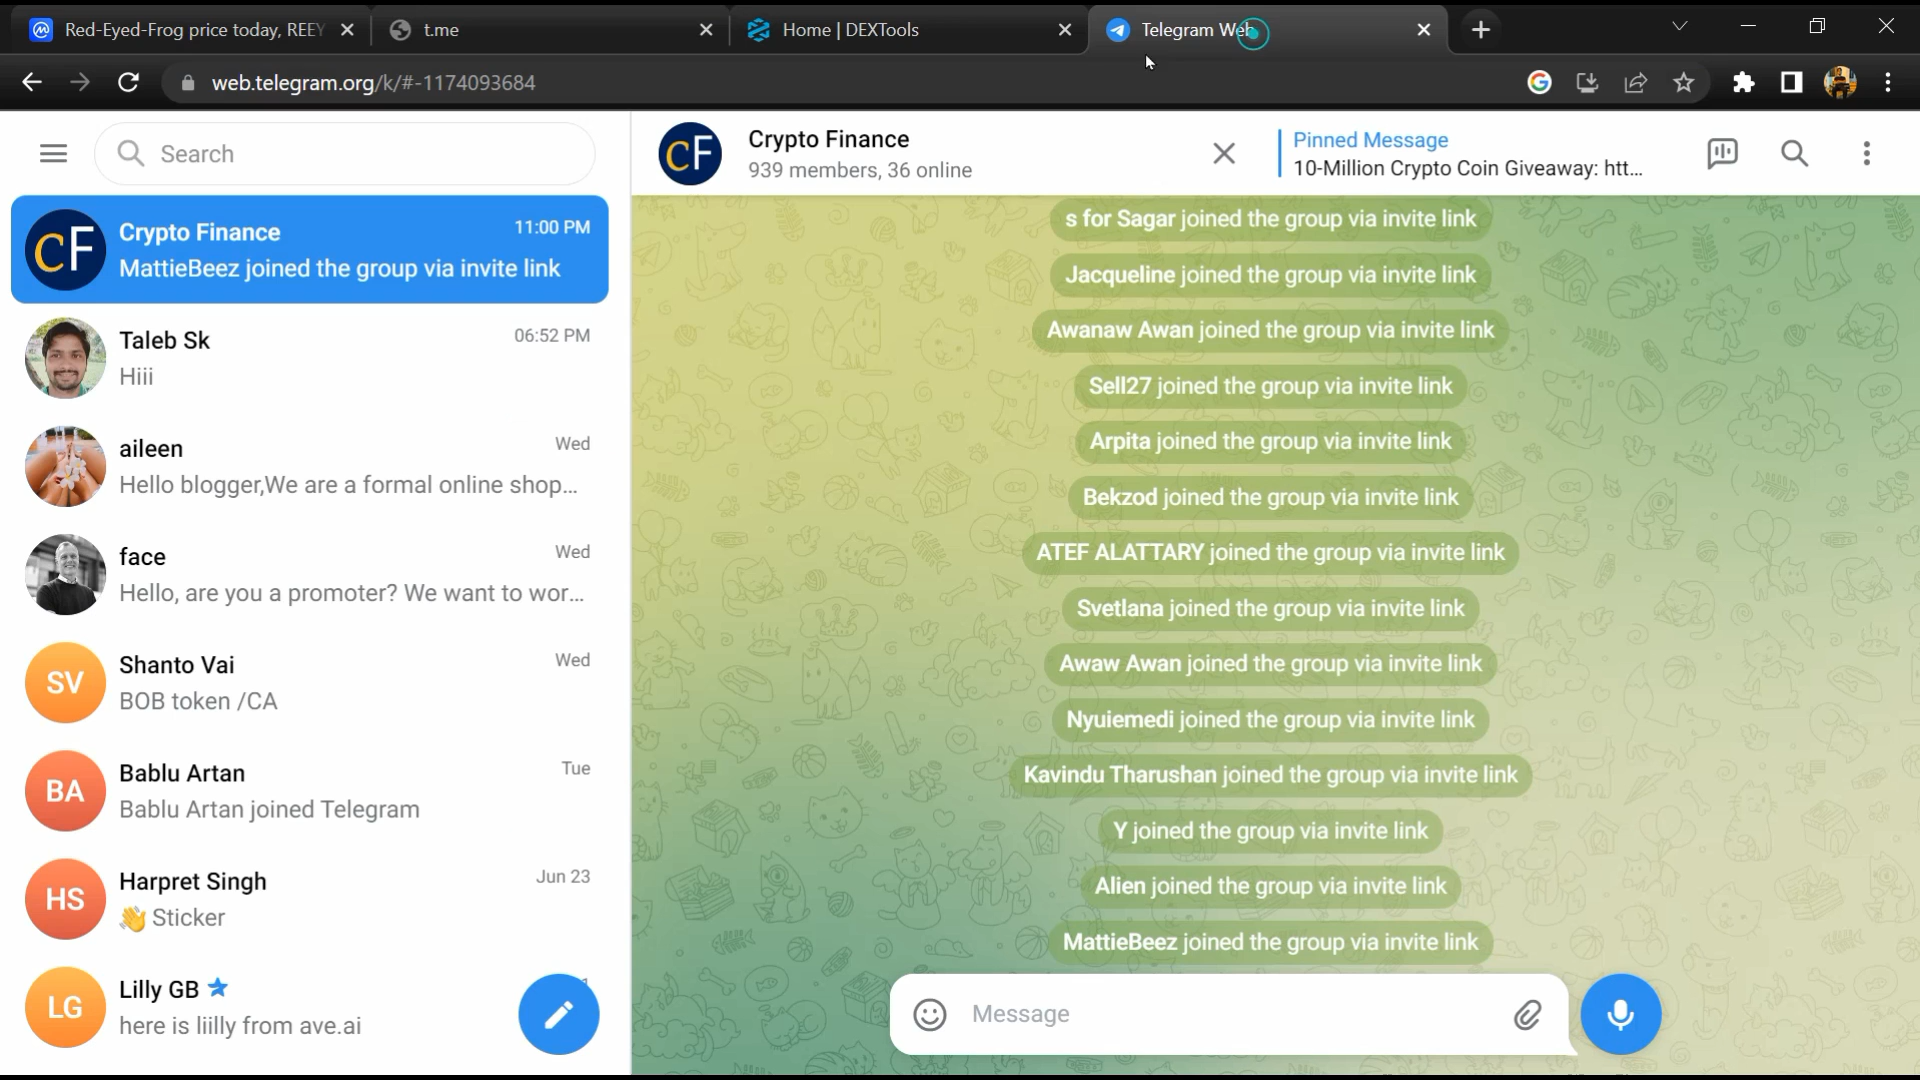 Red-Eyed-Frog price today, REEY
t.me
Home | DEXTools
Telegram Web
web.telegram.org/k/#-1174093684
Search
CF
Crypto Finance
11:00 PM
MattieBeez joined the group via invite link
Taleb Sk
06:52 PM
Hiii
aileen
Wed
Hello blogger,We are a formal online shop...
face
Wed
Hello, are you a promoter? We want to wor...
SV
Shanto Vai
Wed
BOB token /CA
BA
Bablu Artan
Tue
Bablu Artan joined Telegram
HS
Harpret Singh
Jun 23
👋 Sticker
LG
Lilly GB
here is liilly from ave.ai
CF
Crypto Finance
939 members, 36 online
Pinned Message
10-Million Crypto Coin Giveaway: htt...
s for Sagar joined the group via invite link
Jacqueline joined the group via invite link
Awanaw Awan joined the group via invite link
Sell27 joined the group via invite link
Arpita joined the group via invite link
Bekzod joined the group via invite link
ATEF ALATTARY joined the group via invite link
Svetlana joined the group via invite link
Awaw Awan joined the group via invite link
Nyuiemedi joined the group via invite link
Kavindu Tharushan joined the group via invite link
Y joined the group via invite link
Alien joined the group via invite link
MattieBeez joined the group via invite link
Message